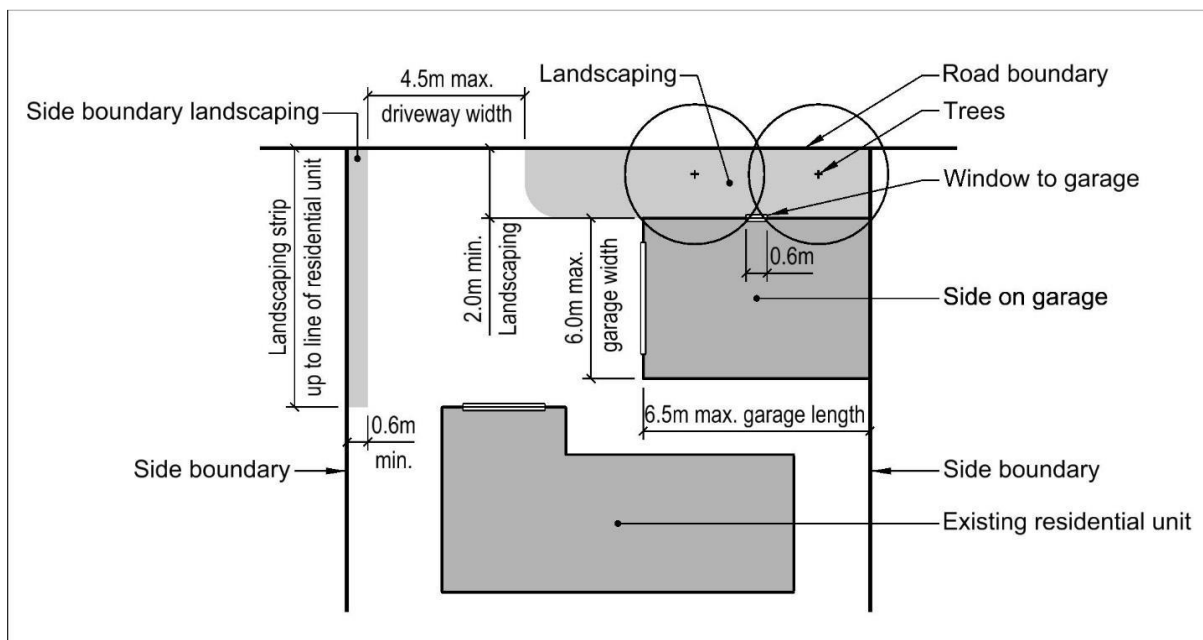 4.5m max.
driveway width
Landscaping
Road boundary
Side boundary landscaping
Trees
Window to garage
Landscaping strip
up to line of residential unit
2.0m min.
Landscaping
6.0m max.
garage width
0.6m
Side on garage
6.5m max. garage length
0.6m
min.
Side boundary
Side boundary
Existing residential unit